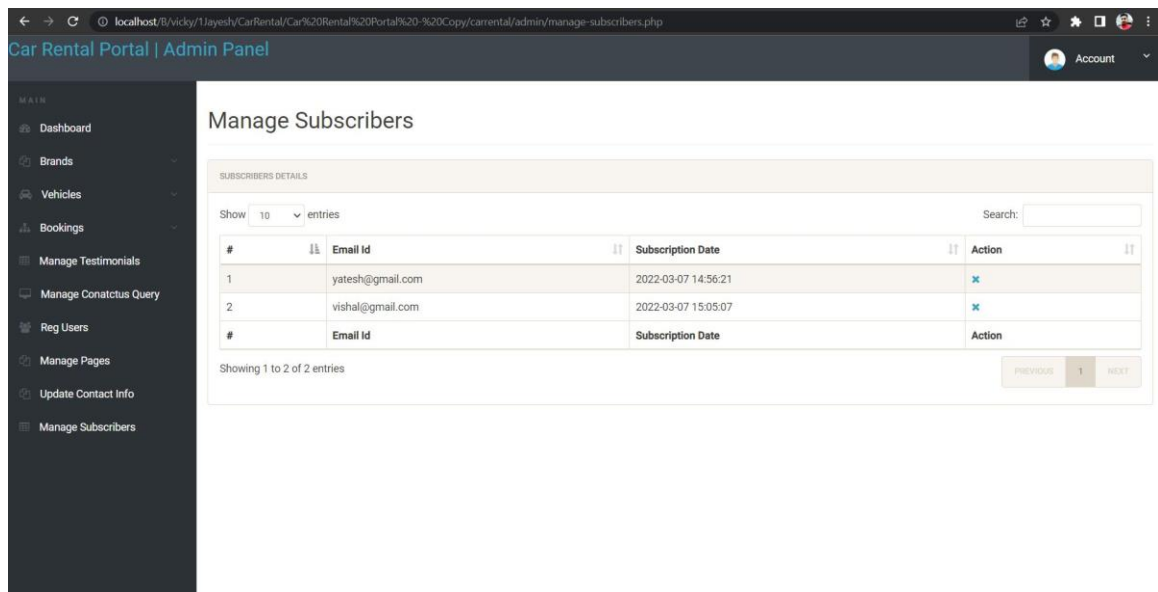 localhost/8/vicky/1Jayesh/CarRental/Car%20Rental%20Portal%20-%20Copy/carrental/admin/manage-subscribers.php
Car Rental Portal | Admin Panel
Account
MAIN
Dashboard
Brands
Vehicles
Bookings
Manage Testimonials
Manage Conatctus Query
Reg Users
Manage Pages
Update Contact Info
Manage Subscribers
Manage Subscribers
SUBSCRIBERS DETAILS
Show 10 entries Search:
# Email Id Subscription Date Action
1 yatesh@gmail.com 2022-03-07 14:56:21
2 vishal@gmail.com 2022-03-07 15:05:07
# Email Id Subscription Date Action
Showing 1 to 2 of 2 entries PREVIOUS 1 NEXT